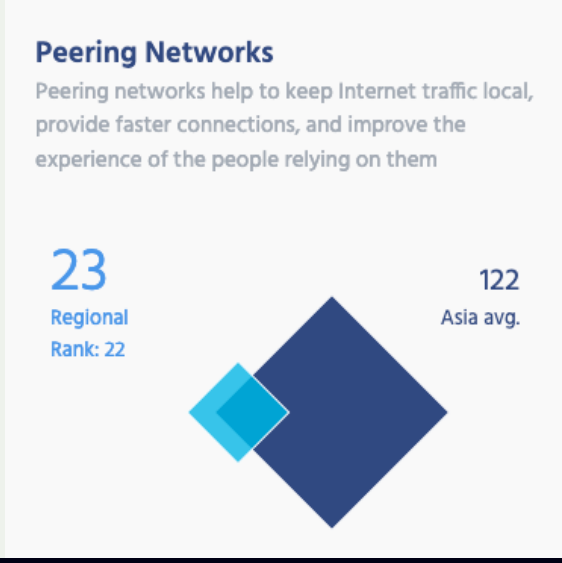 Peering Networks
Peering networks help to keep Internet traffic local,
provide faster connections, and improve the
experience of the people relying on them
23
Regional
Rank: 22
122
Asia avg.